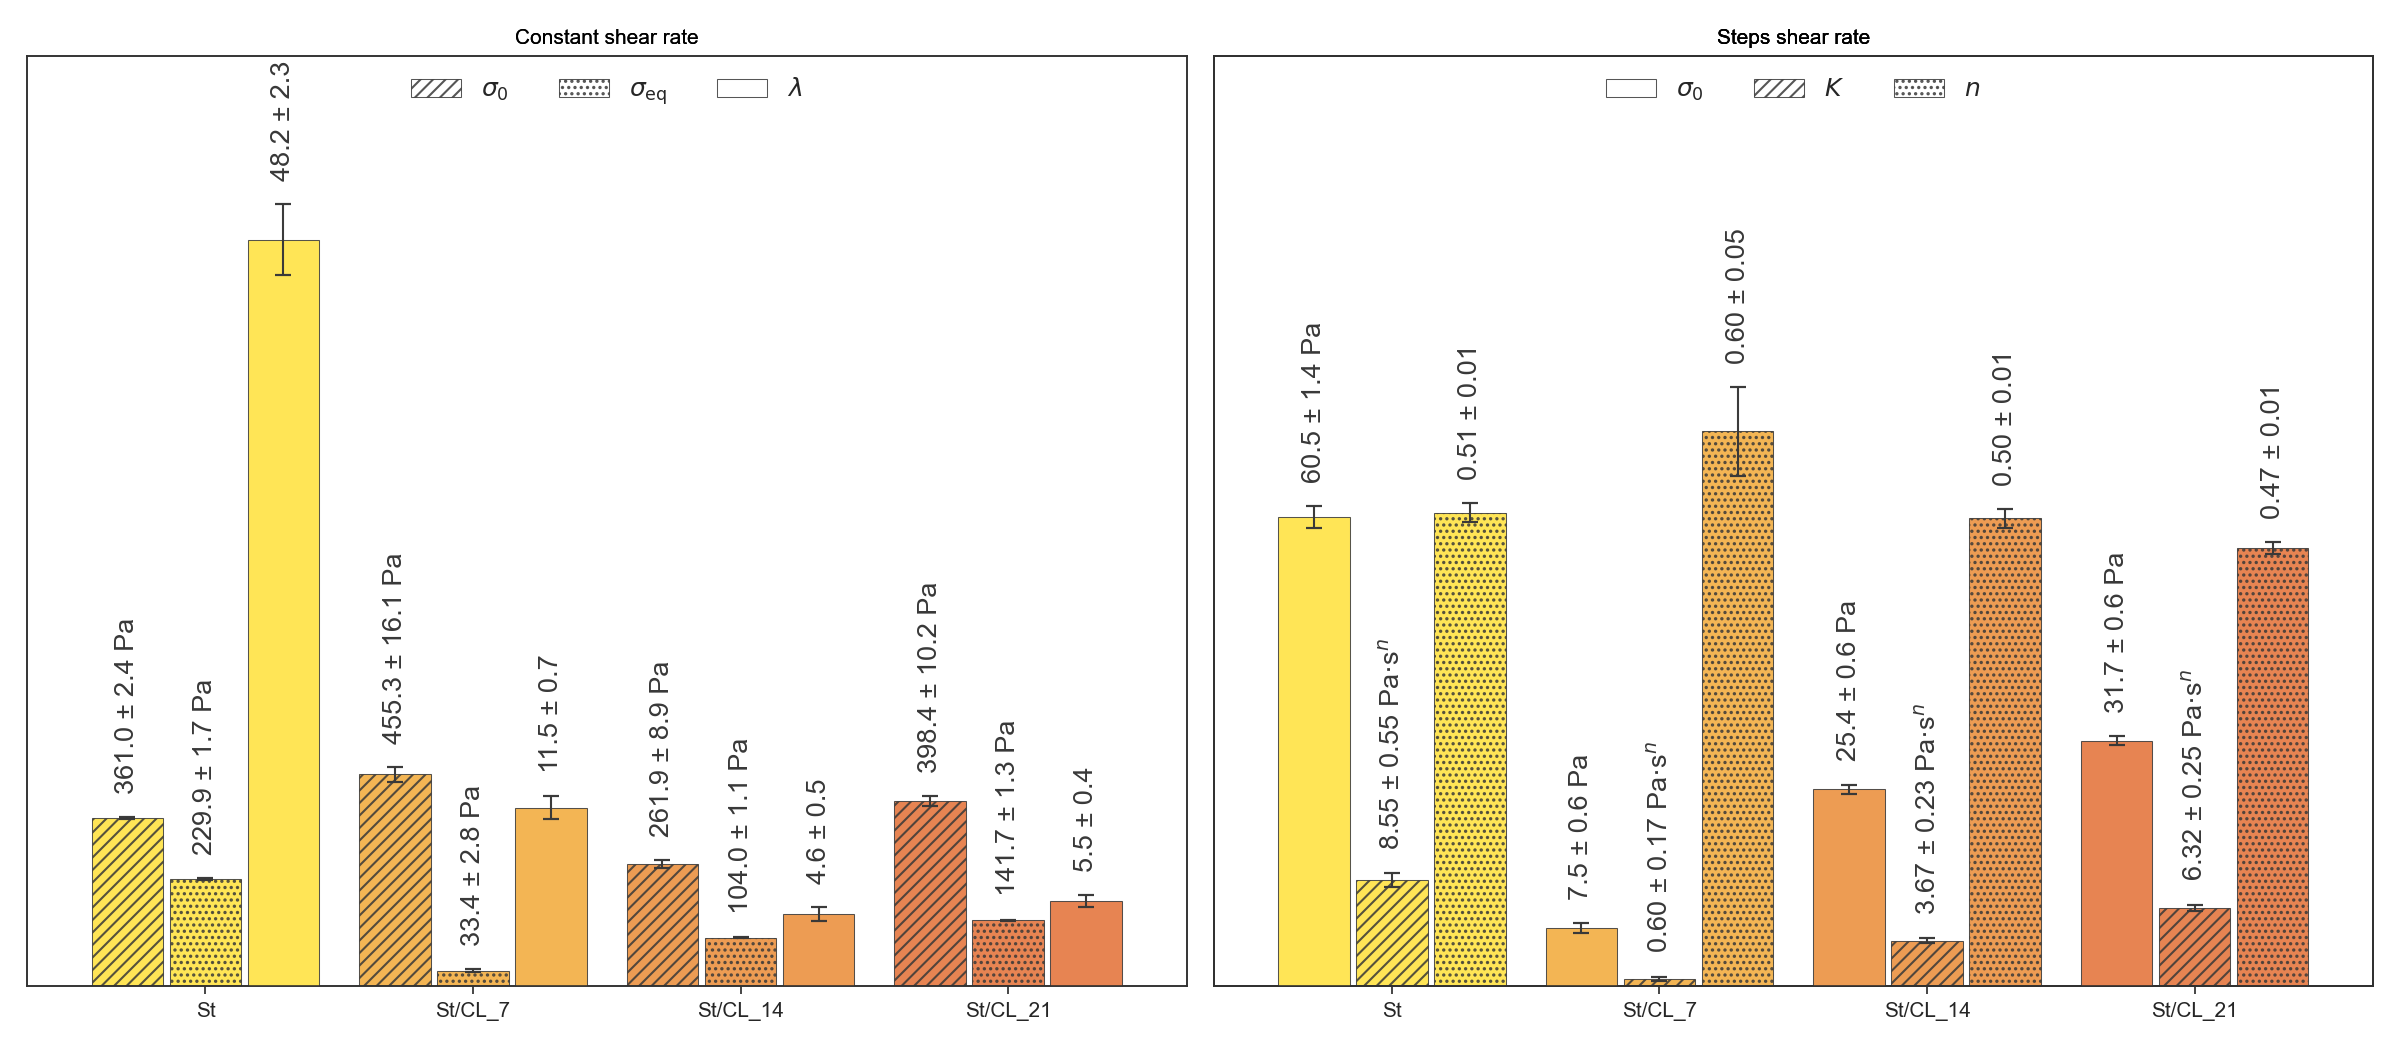 Constant shear rate
σ₀ σeq λ
361.0 ± 2.4 Pa
229.9 ± 1.7 Pa
48.2 ± 2.3
455.3 ± 16.1 Pa
33.4 ± 2.8 Pa
11.5 ± 0.7
261.9 ± 8.9 Pa
104.0 ± 1.1 Pa
4.6 ± 0.5
398.4 ± 10.2 Pa
141.7 ± 1.3 Pa
5.5 ± 0.4
St St/CL_7 St/CL_14 St/CL_21
Steps shear rate
σ₀ K n
60.5 ± 1.4 Pa
8.55 ± 0.55 Pa·sⁿ
0.51 ± 0.01
7.5 ± 0.6 Pa
0.60 ± 0.17 Pa·sⁿ
0.60 ± 0.05
25.4 ± 0.6 Pa
3.67 ± 0.23 Pa·sⁿ
0.50 ± 0.01
31.7 ± 0.6 Pa
6.32 ± 0.25 Pa·sⁿ
0.47 ± 0.01
St St/CL_7 St/CL_14 St/CL_21